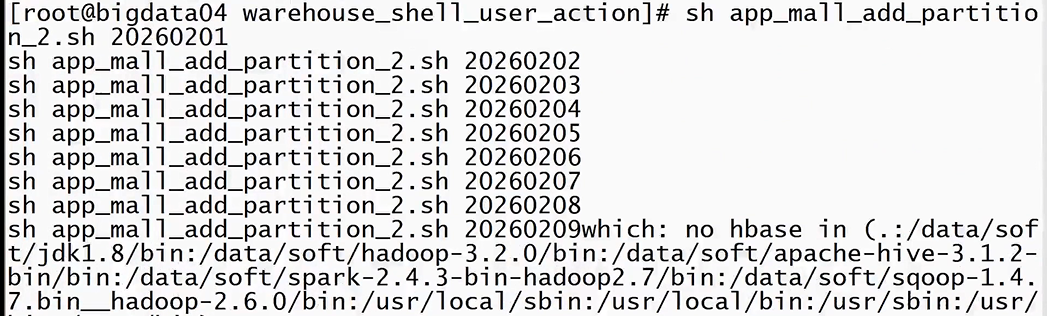 [root@bigdata04 warehouse_shell_user_action]# sh app_mall_add_partitio
n_2.sh 20260201
sh app_mall_add_partition_2.sh 20260202
sh app_mall_add_partition_2.sh 20260203
sh app_mall_add_partition_2.sh 20260204
sh app_mall_add_partition_2.sh 20260205
sh app_mall_add_partition_2.sh 20260206
sh app_mall_add_partition_2.sh 20260207
sh app_mall_add_partition_2.sh 20260208
sh app_mall_add_partition_2.sh 20260209which: no hbase in (.:/data/sof
t/jdk1.8/bin:/data/soft/hadoop-3.2.0/bin:/data/soft/apache-hive-3.1.2-
bin/bin:/data/soft/spark-2.4.3-bin-hadoop2.7/bin:/data/soft/sqoop-1.4.
7.bin__hadoop-2.6.0/bin:/usr/local/sbin:/usr/local/bin:/usr/sbin:/usr/